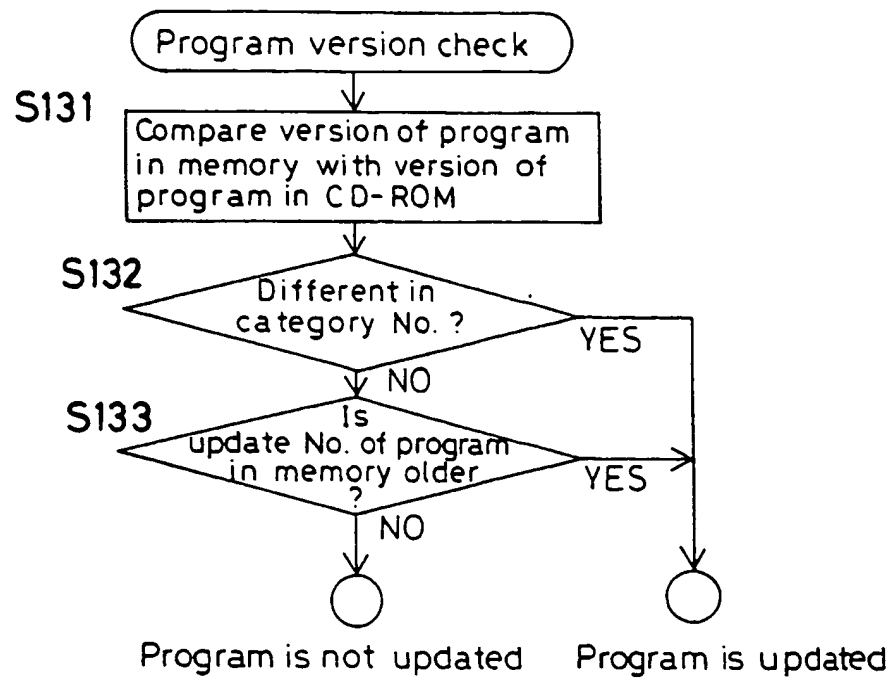 Program version check
S131
Compare version of program
in memory with version of
program in CD-ROM
S132
Different in
category No. ?
YES
NO
S133
Is
update No. of program
in memory older
?
YES
NO
Program is not updated
Program is updated